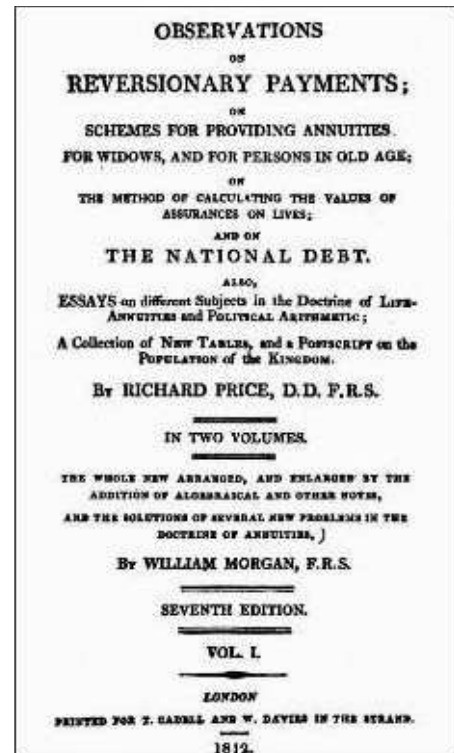 OBSERVATIONS
ON
REVERSIONARY PAYMENTS;
ON
SCHEMES FOR PROVIDING ANNUITIES
FOR WIDOWS, AND FOR PERSONS IN OLD AGE;
ON
THE METHOD OF CALCULATING THE VALUES OF
ASSURANCES ON LIVES;
AND ON
THE NATIONAL DEBT.
ALSO,
ESSAYS on different Subjects in the Doctrine of LIFE-
ANNUITIES and POLITICAL ARITHMETIC;
A Collection of NEW TABLES, and a POSTSCRIPT on the
POPULATION of the KINGDOM.
By RICHARD PRICE, D.D. F.R.S.
IN TWO VOLUMES.
THE WHOLE NEW ARRANGED, AND ENLARGED BY THE
ADDITION OF ALGEBRAICAL AND OTHER NOTES,
AND THE SOLUTIONS OF SEVERAL NEW PROBLEMS IN THE
DOCTRINE OF ANNUITIES,)
By WILLIAM MORGAN, F.R.S.
SEVENTH EDITION.
VOL. I.
LONDON
PRINTED FOR T. CADELL AND W. DAVIES IN THE STRAND.
1812.